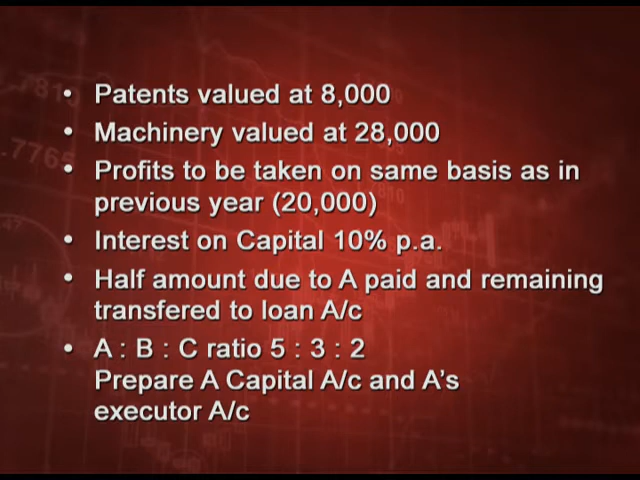 • Patents valued at 8,000
• Machinery valued at 28,000
• Profits to be taken on same basis as in
previous year (20,000)
• Interest on Capital 10% p.a.
• Half amount due to A paid and remaining
transfered to loan A/c
• A : B : C ratio 5 : 3 : 2
Prepare A Capital A/c and A's
executor A/c
.7765